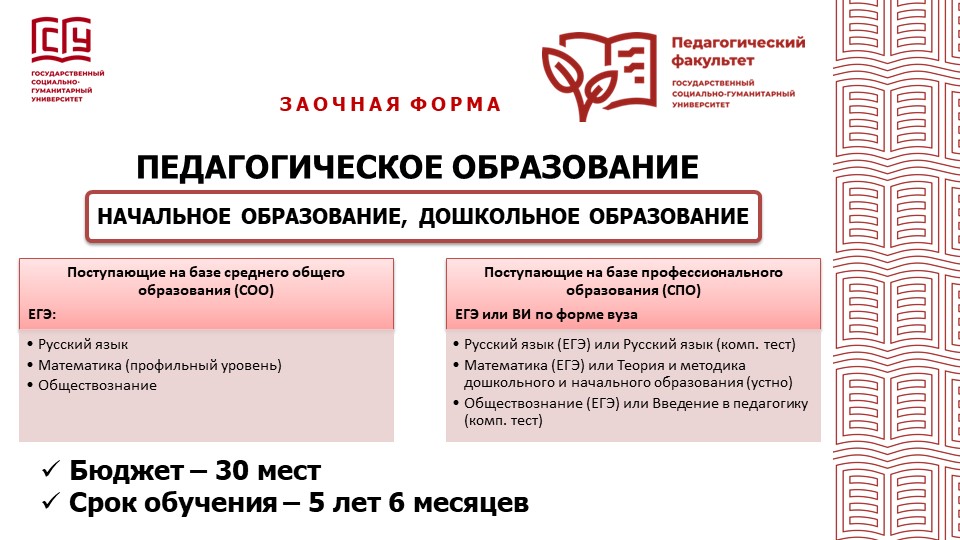 ГОСУДАРСТВЕННЫЙ
СОЦИАЛЬНО-
ГУМАНИТАРНЫЙ
УНИВЕРСИТЕТ
Педагогический
факультет
ГОСУДАРСТВЕННЫЙ
СОЦИАЛЬНО-ГУМАНИТАРНЫЙ
УНИВЕРСИТЕТ
ЗАОЧНАЯ ФОРМА
ПЕДАГОГИЧЕСКОЕ ОБРАЗОВАНИЕ
НАЧАЛЬНОЕ ОБРАЗОВАНИЕ, ДОШКОЛЬНОЕ ОБРАЗОВАНИЕ
Поступающие на базе среднего общего
образования (СОО)
ЕГЭ:
• Русский язык
• Математика (профильный уровень)
• Обществознание
Поступающие на базе профессионального
образования (СПО)
ЕГЭ или ВИ по форме вуза
• Русский язык (ЕГЭ) или Русский язык (комп. тест)
• Математика (ЕГЭ) или Теория и методика
дошкольного и начального образования (устно)
• Обществознание (ЕГЭ) или Введение в педагогику
(комп. тест)
✓ Бюджет – 30 мест
✓ Срок обучения – 5 лет 6 месяцев